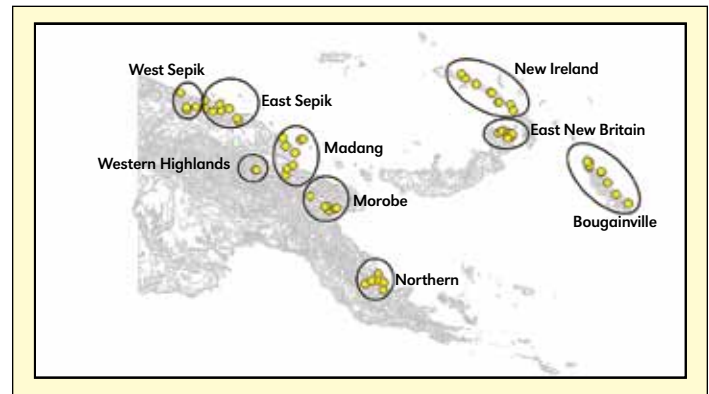 West Sepik
New Ireland
East Sepik
East New Britain
Madang
Western Highlands
Morobe
Bougainville
Northern